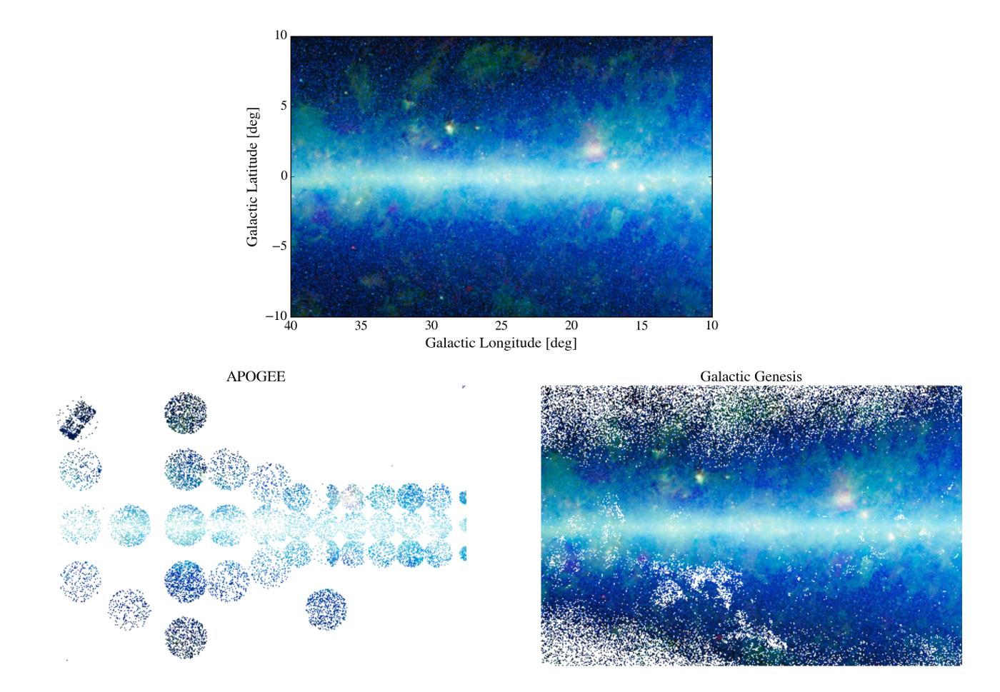 10
5
0
−5
−10
Galactic Latitude [deg]
40 35 30 25 20 15 10
Galactic Longitude [deg]
APOGEE
Galactic Genesis